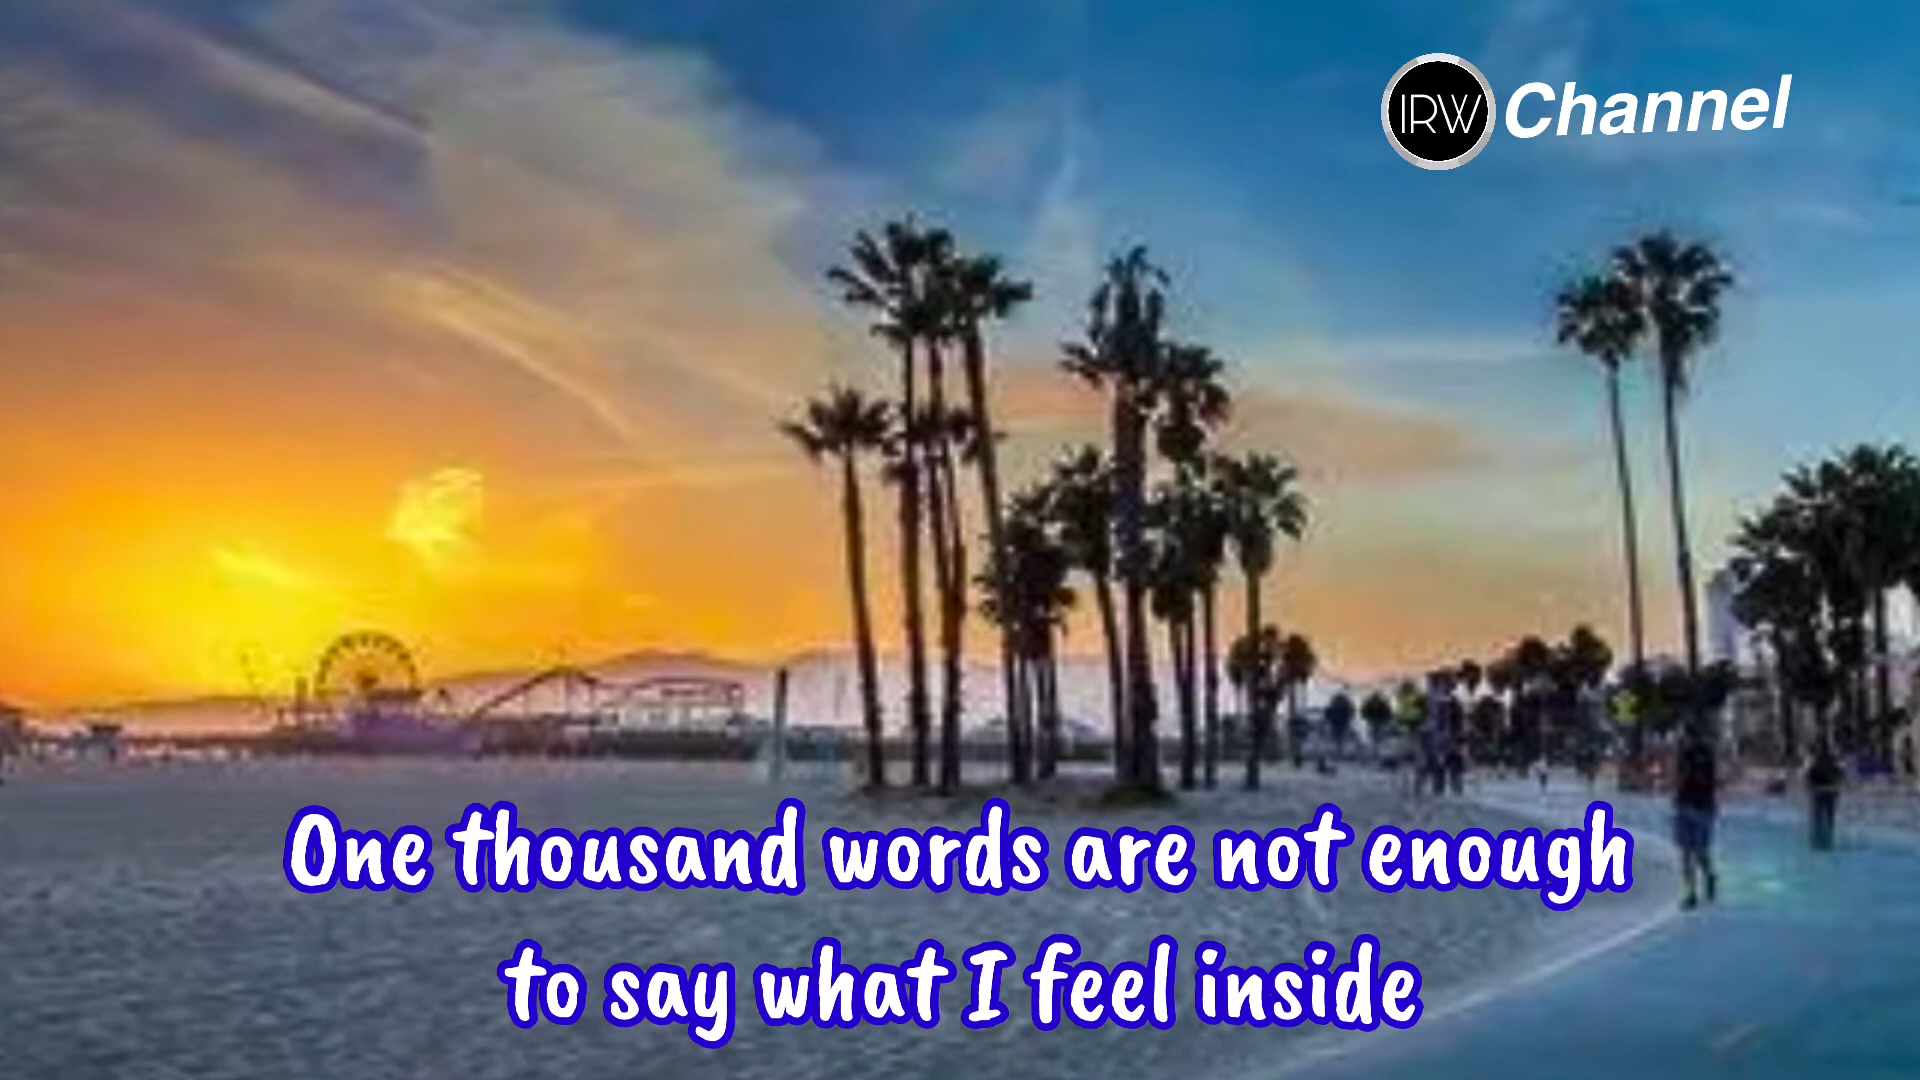 IRW Channel
One thousand words are not enough
to say what I feel inside